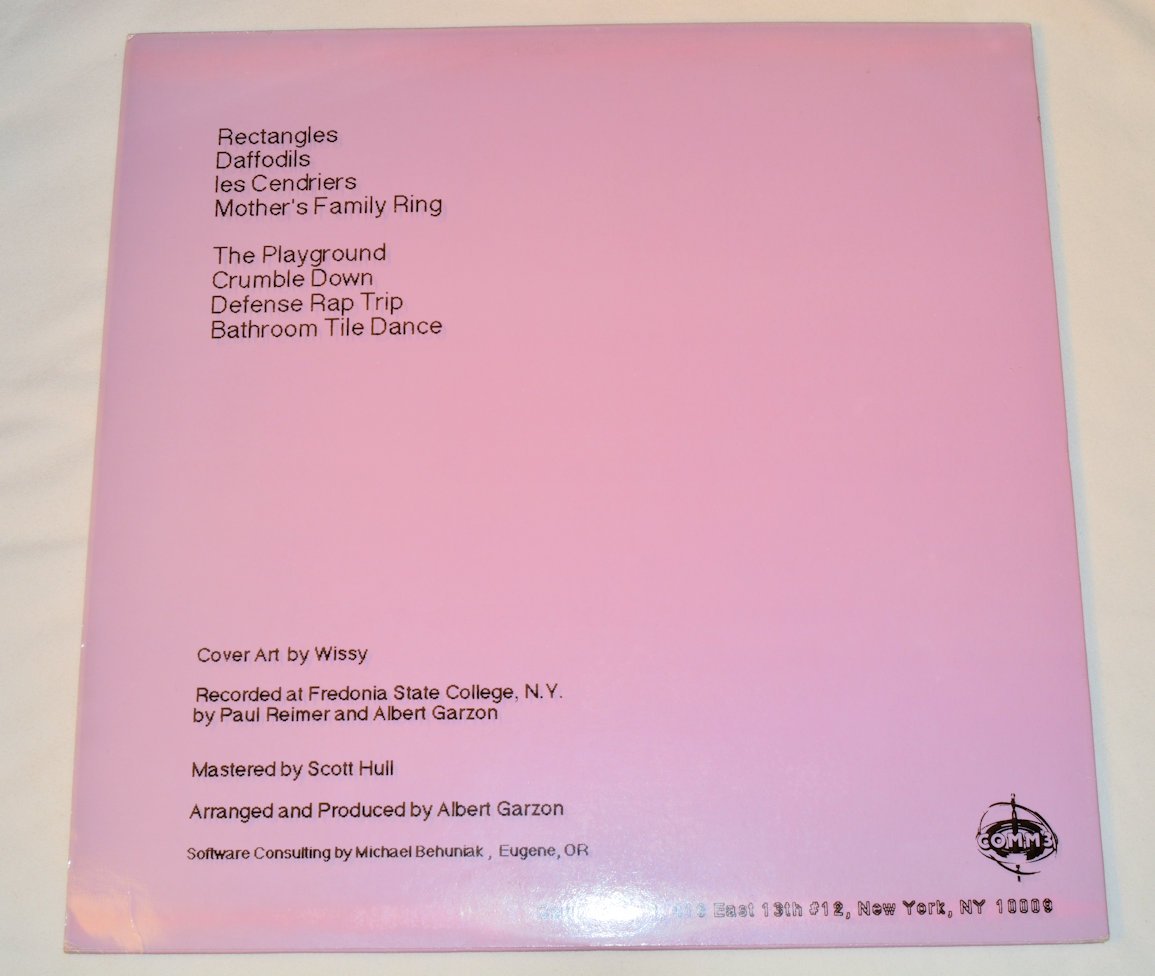 Rectangles
Daffodils
les Cendriers
Mother's Family Ring
The Playground
Crumble Down
Defense Rap Trip
Bathroom Tile Dance
Cover Art by Wissy
Recorded at Fredonia State College, N.Y.
by Paul Reimer and Albert Garzon
Mastered by Scott Hull
Arranged and Produced by Albert Garzon
Software Consulting by Michael Behuniak , Eugene, OR
COMM3
East 13th #12, New York, NY 10009